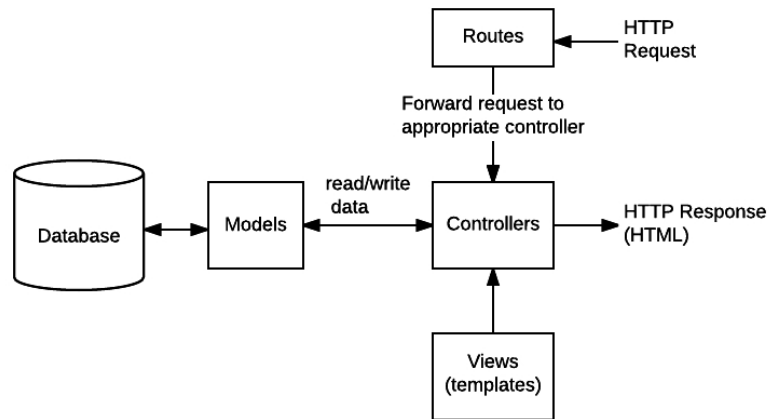 Routes
HTTP
Request
Forward request to
appropriate controller
read/write
data
Database
Models
Controllers
HTTP Response
(HTML)
Views
(templates)